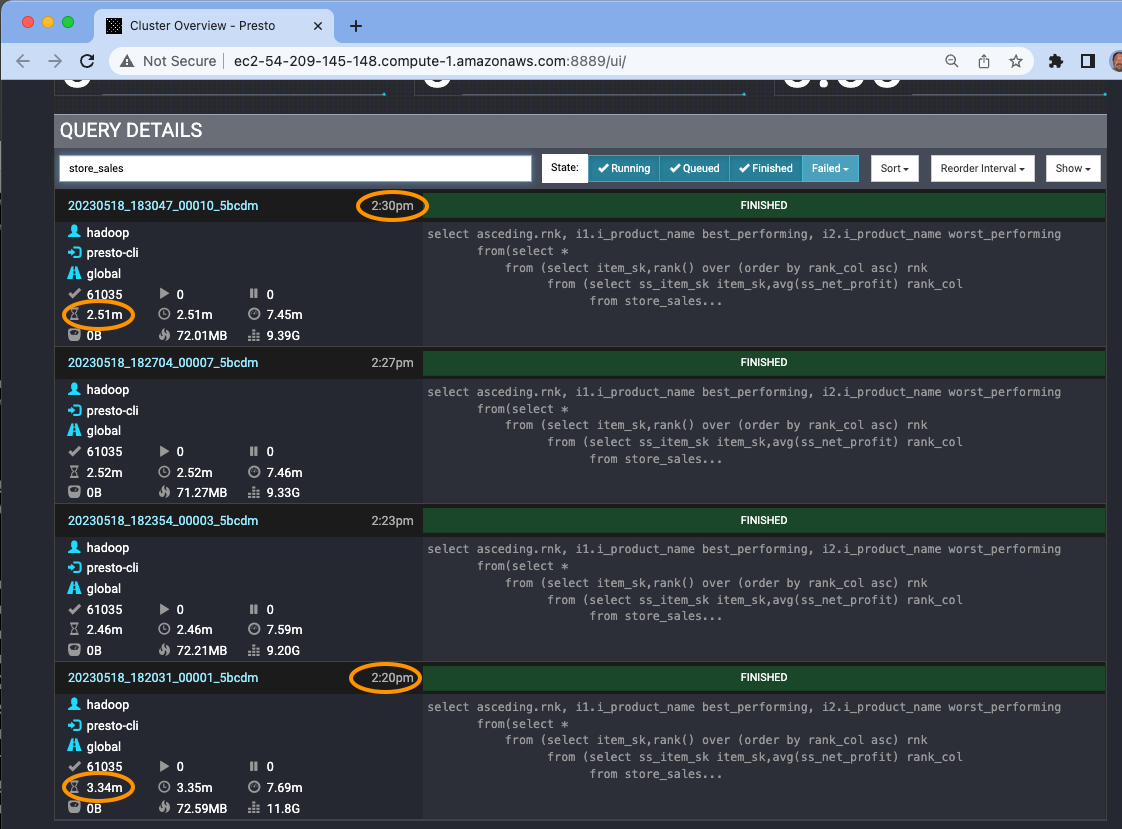 Cluster Overview - Presto
Not Secure ec2-54-209-145-148.compute-1.amazonaws.com:8889/ui/
QUERY DETAILS
store_sales State: Running Queued Finished Failed Sort Reorder Interval Show
20230518_183047_00010_5bcdm 2:30pm FINISHED
hadoop select asceding.rnk, i1.i_product_name best_performing, i2.i_product_name worst_performing
presto-cli from(select *
global from (select item_sk,rank() over (order by rank_col asc) rnk
from (select ss_item_sk item_sk,avg(ss_net_profit) rank_col
61035 0 0 from store_sales...
2.51m 2.51m 7.45m
0B 72.01MB 9.39G
20230518_182704_00007_5bcdm 2:27pm FINISHED
hadoop select asceding.rnk, i1.i_product_name best_performing, i2.i_product_name worst_performing
presto-cli from(select *
global from (select item_sk,rank() over (order by rank_col asc) rnk
from (select ss_item_sk item_sk,avg(ss_net_profit) rank_col
61035 0 0 from store_sales...
2.52m 2.52m 7.46m
0B 71.27MB 9.33G
20230518_182354_00003_5bcdm 2:23pm FINISHED
hadoop select asceding.rnk, i1.i_product_name best_performing, i2.i_product_name worst_performing
presto-cli from(select *
global from (select item_sk,rank() over (order by rank_col asc) rnk
from (select ss_item_sk item_sk,avg(ss_net_profit) rank_col
61035 0 0 from store_sales...
2.46m 2.46m 7.59m
0B 72.21MB 9.20G
20230518_182031_00001_5bcdm 2:20pm FINISHED
hadoop select asceding.rnk, i1.i_product_name best_performing, i2.i_product_name worst_performing
presto-cli from(select *
global from (select item_sk,rank() over (order by rank_col asc) rnk
from (select ss_item_sk item_sk,avg(ss_net_profit) rank_col
61035 0 0 from store_sales...
3.34m 3.35m 7.69m
0B 72.59MB 11.8G